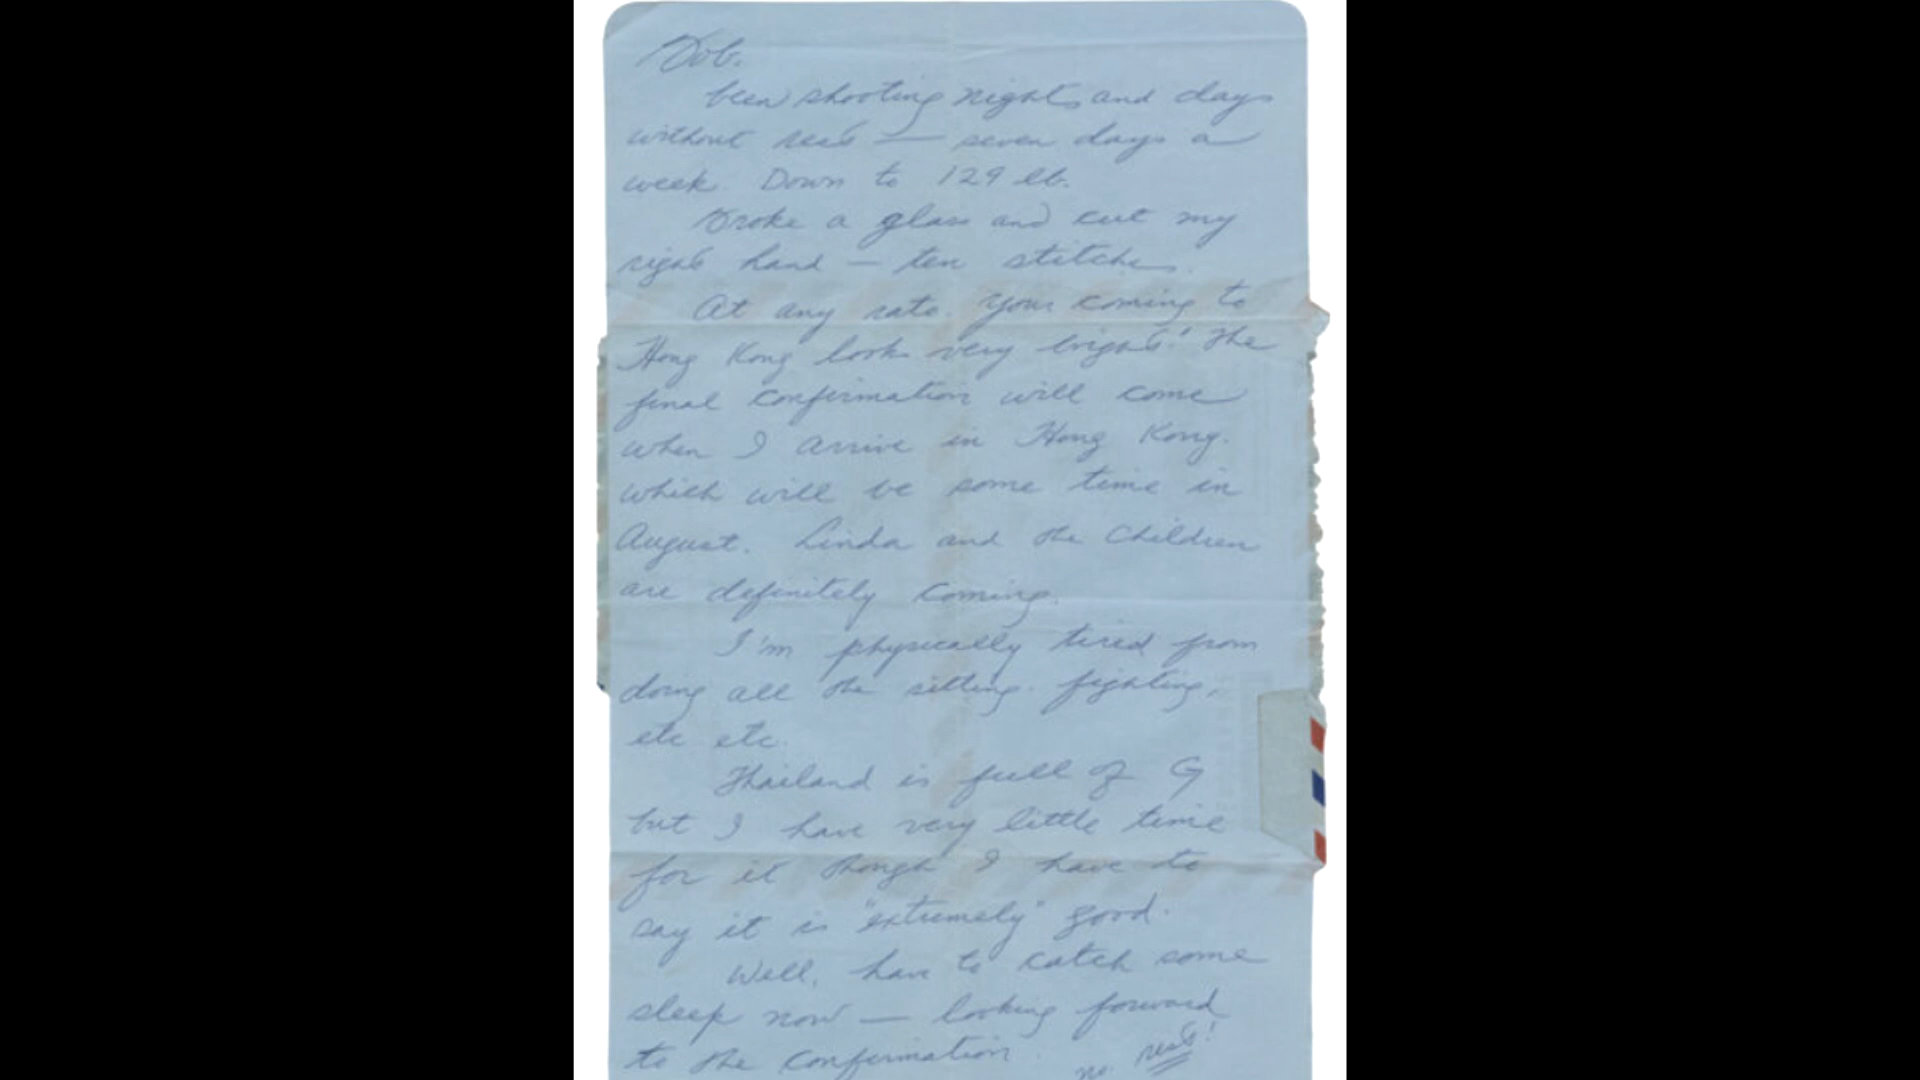 Bob.
been shooting nights and days
without rest — seven days a
week. Down to 129 lb.
Broke a glass and cut my
right hand — ten stitches.
At any rate. Your coming to
Hong Kong looks very bright! The
final confirmation will come
when I arrive in Hong Kong.
which will be some time in
August. Linda and the Children
are definitely coming.
I'm physically tired from
doing all the setting. fighting,
etc etc.
Thailand is full of G
but I have very little time
for it though I have to
say it is "extremely" good.
Well, have to catch some
sleep now — looking forward
to the confirmation.
no rest!